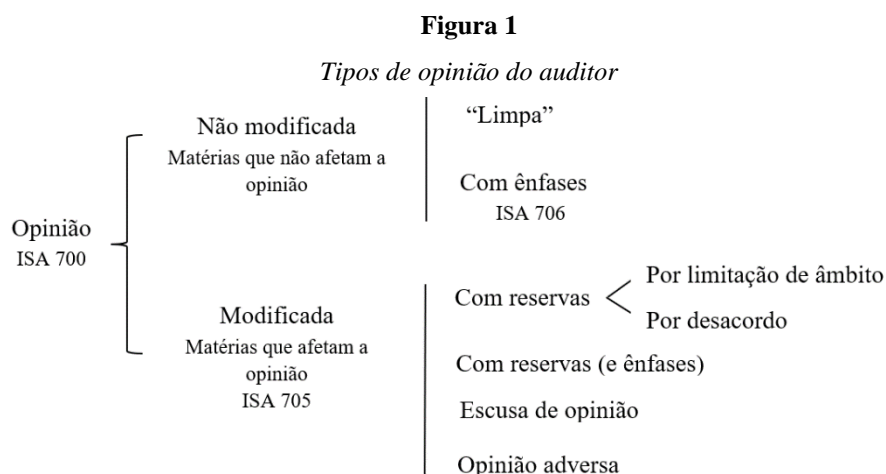 Figura 1
Tipos de opinião do auditor
Opinião
ISA 700
Não modificada
Matérias que não afetam a
opinião
“Limpa”
Com ênfases
ISA 706
Modificada
Matérias que afetam a
opinião
ISA 705
Com reservas
Por limitação de âmbito
Por desacordo
Com reservas (e ênfases)
Escusa de opinião
Opinião adversa